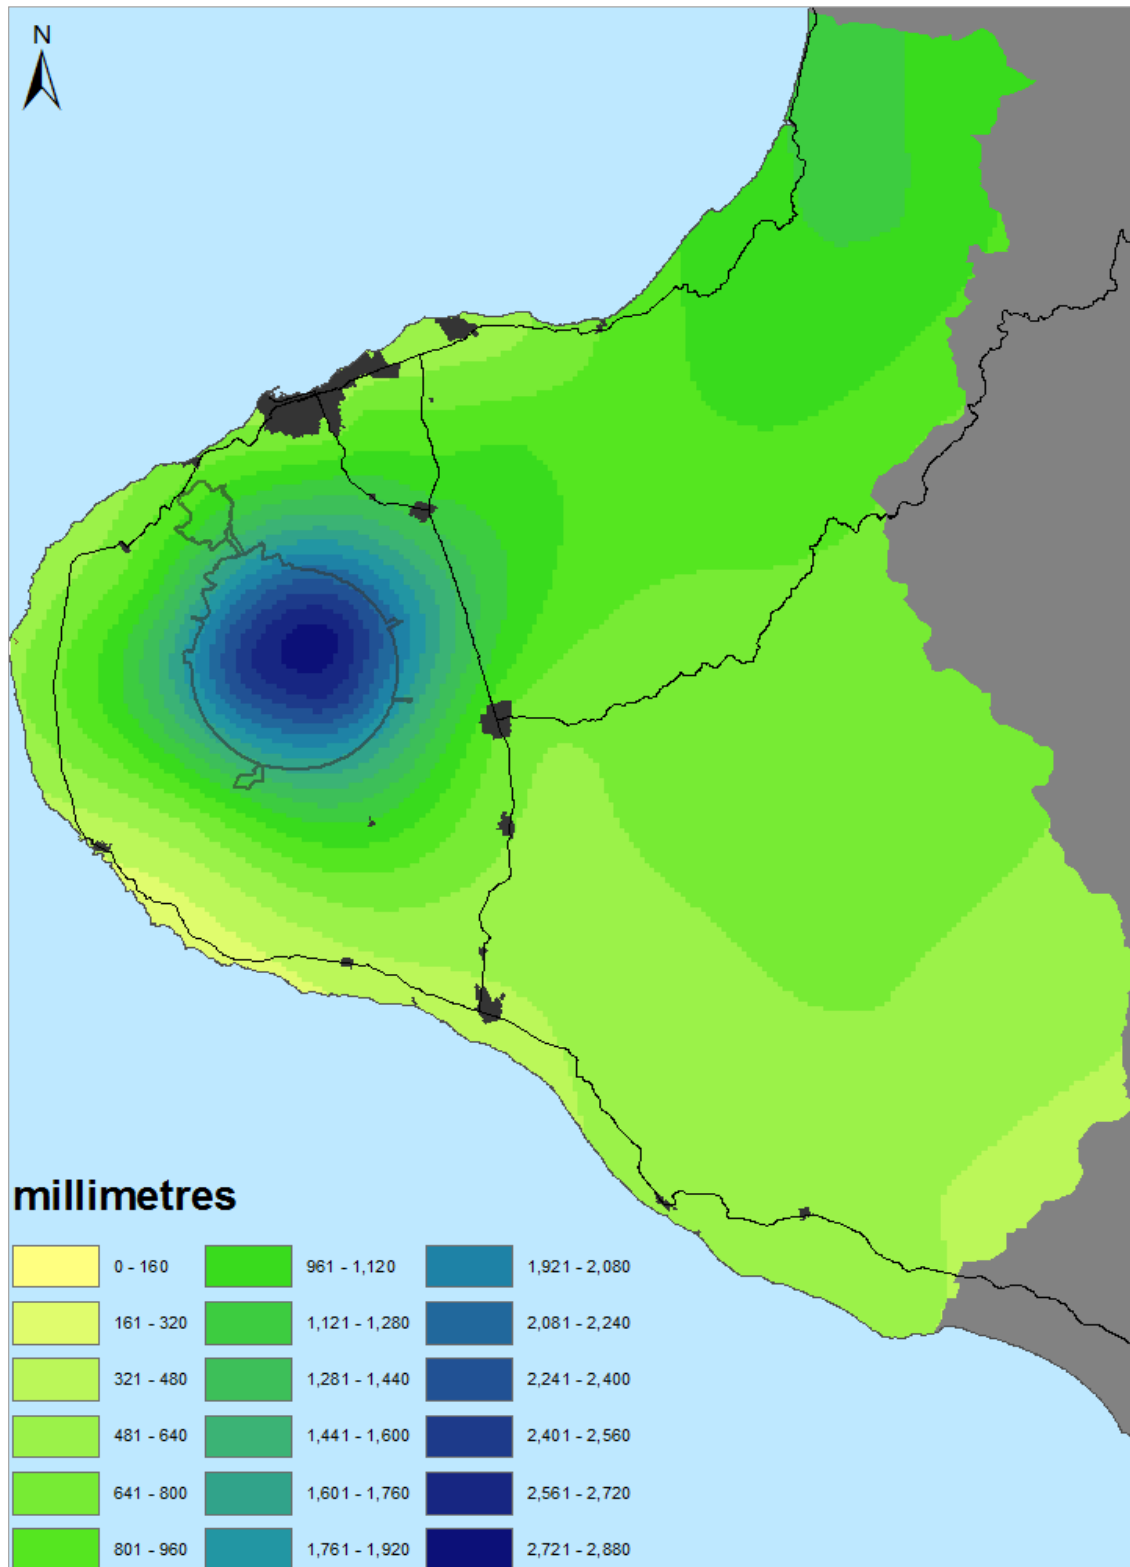 N
millimetres
0 - 160
161 - 320
321 - 480
481 - 640
641 - 800
801 - 960
961 - 1,120
1,121 - 1,280
1,281 - 1,440
1,441 - 1,600
1,601 - 1,760
1,761 - 1,920
1,921 - 2,080
2,081 - 2,240
2,241 - 2,400
2,401 - 2,560
2,561 - 2,720
2,721 - 2,880